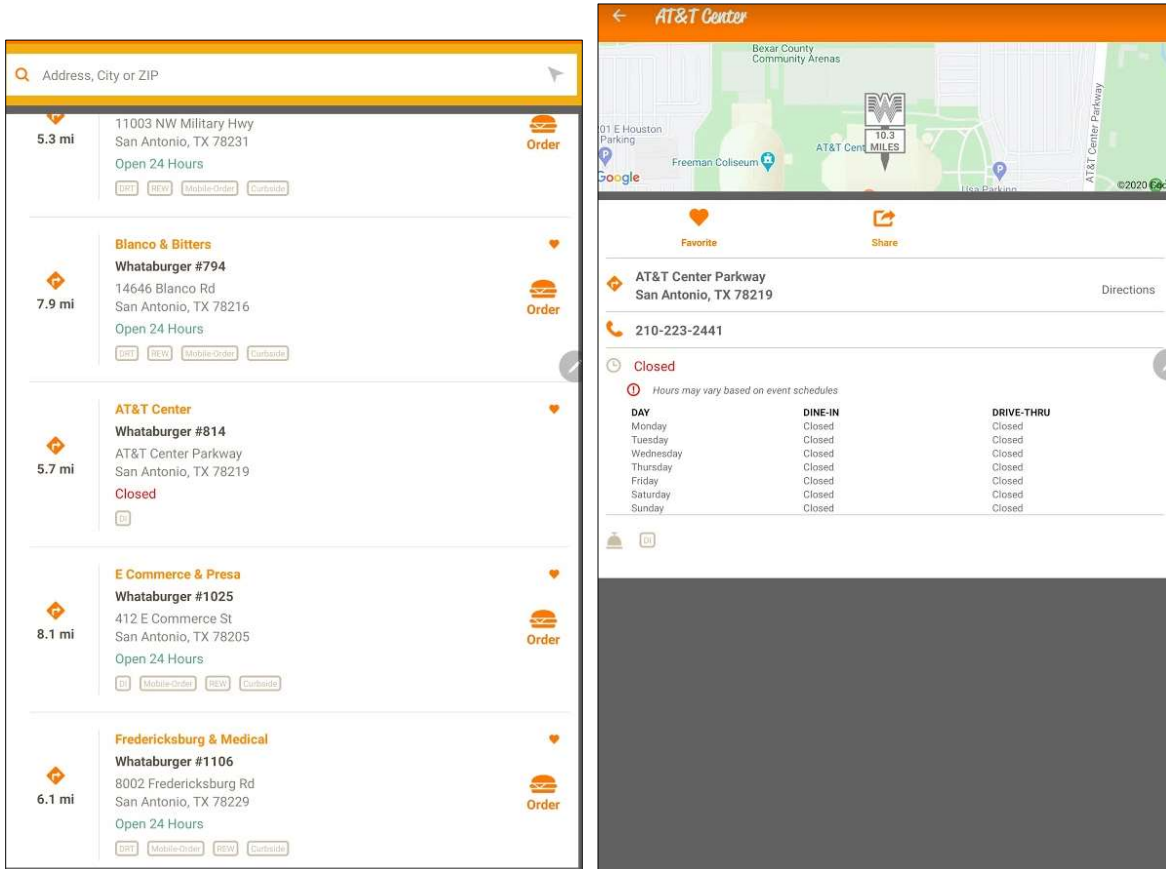 Address, City or ZIP
5.3 mi
11003 NW Military Hwy
San Antonio, TX 78231
Open 24 Hours
DRT REW Mobile-Order Curbside
Order
Blanco & Bitters
Whataburger #794
7.9 mi
14646 Blanco Rd
San Antonio, TX 78216
Open 24 Hours
DRT REW Mobile-Order Curbside
Order
AT&T Center
Whataburger #814
5.7 mi
AT&T Center Parkway
San Antonio, TX 78219
Closed
DI
E Commerce & Presa
Whataburger #1025
8.1 mi
412 E Commerce St
San Antonio, TX 78205
Open 24 Hours
DI Mobile-Order REW Curbside
Order
Fredericksburg & Medical
Whataburger #1106
6.1 mi
8002 Fredericksburg Rd
San Antonio, TX 78229
Open 24 Hours
DRT Mobile-Order REW Curbside
Order
AT&T Center
Bexar County
Community Arenas
01 E Houston
Parking
Freeman Coliseum
AT&T Cent
10.3
MILES
AT&T Center Parkway
Usa Parking
Google
©2020
Favorite
Share
AT&T Center Parkway
San Antonio, TX 78219
Directions
210-223-2441
Closed
Hours may vary based on event schedules
DAY DINE-IN DRIVE-THRU
Monday Closed Closed
Tuesday Closed Closed
Wednesday Closed Closed
Thursday Closed Closed
Friday Closed Closed
Saturday Closed Closed
Sunday Closed Closed
DI